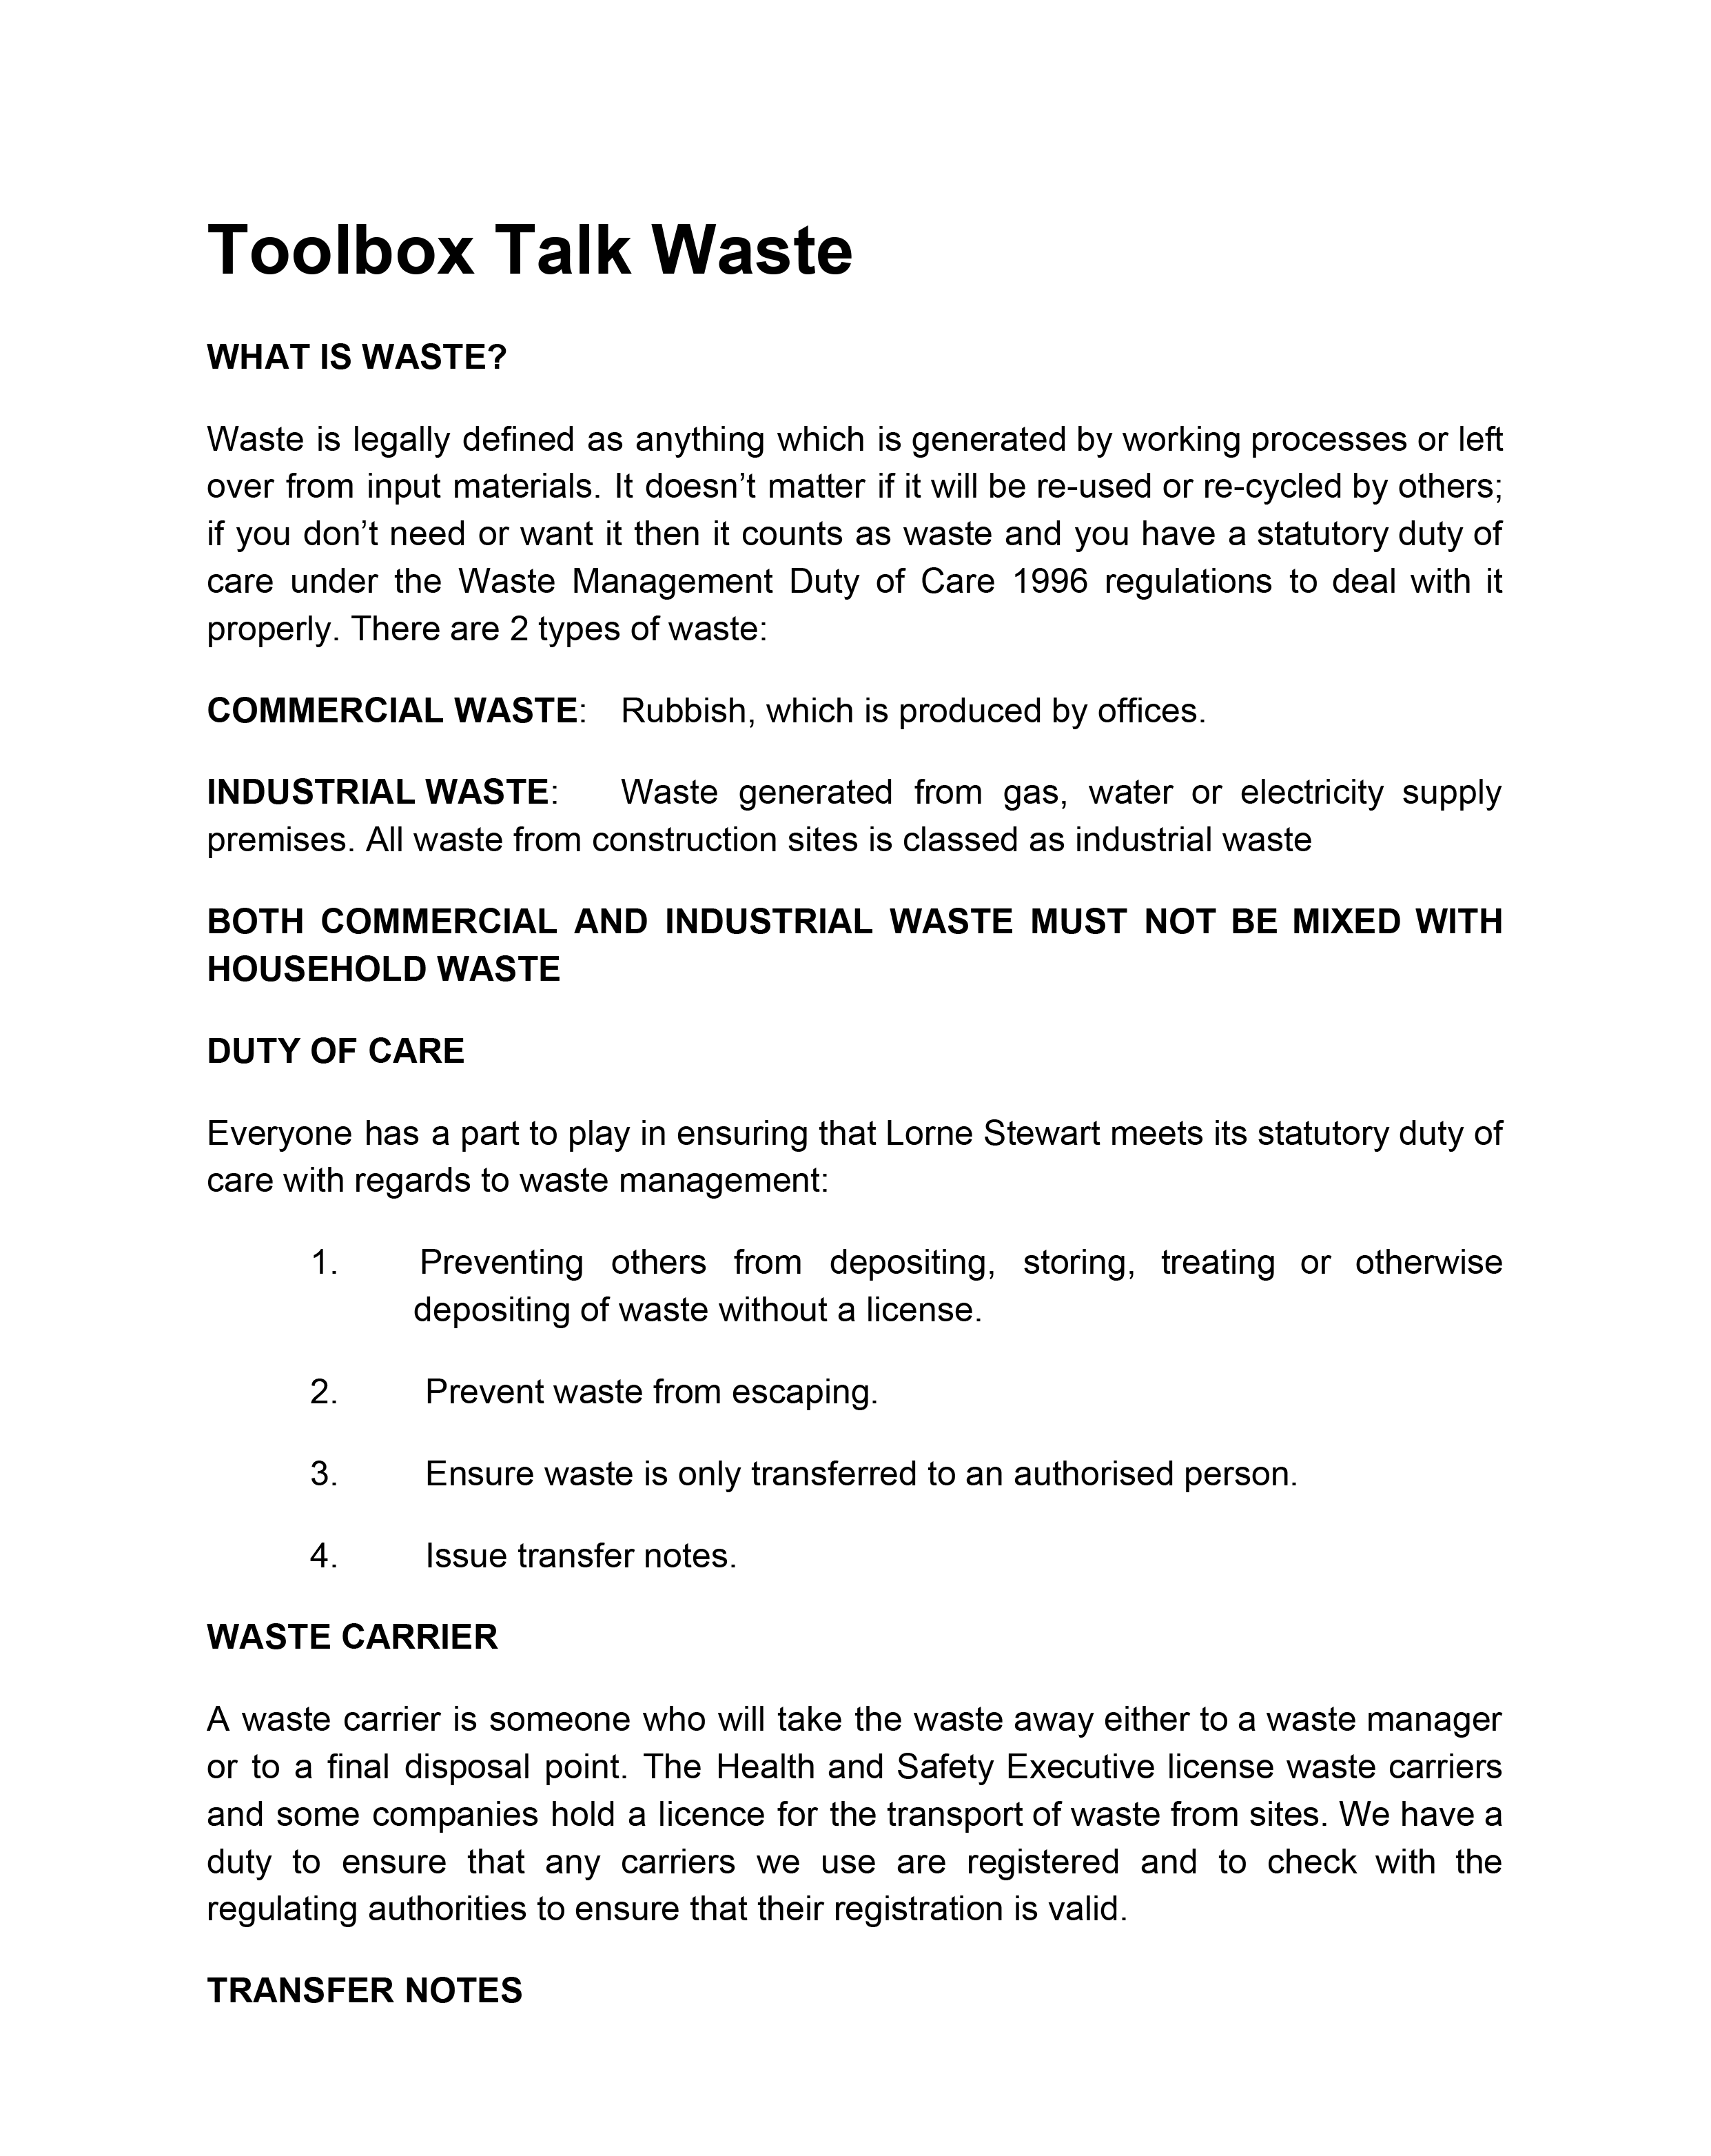 Toolbox Talk Waste
WHAT IS WASTE?
Waste is legally defined as anything which is generated by working processes or left
over from input materials. It doesn’t matter if it will be re-used or re-cycled by others;
if you don’t need or want it then it counts as waste and you have a statutory duty of
care under the Waste Management Duty of Care 1996 regulations to deal with it
properly. There are 2 types of waste:
COMMERCIAL WASTE: Rubbish, which is produced by offices.
INDUSTRIAL WASTE: Waste generated from gas, water or electricity supply
premises. All waste from construction sites is classed as industrial waste
BOTH COMMERCIAL AND INDUSTRIAL WASTE MUST NOT BE MIXED WITH
HOUSEHOLD WASTE
DUTY OF CARE
Everyone has a part to play in ensuring that Lorne Stewart meets its statutory duty of
care with regards to waste management:
1. Preventing others from depositing, storing, treating or otherwise
depositing of waste without a license.
2. Prevent waste from escaping.
3. Ensure waste is only transferred to an authorised person.
4. Issue transfer notes.
WASTE CARRIER
A waste carrier is someone who will take the waste away either to a waste manager
or to a final disposal point. The Health and Safety Executive license waste carriers
and some companies hold a licence for the transport of waste from sites. We have a
duty to ensure that any carriers we use are registered and to check with the
regulating authorities to ensure that their registration is valid.
TRANSFER NOTES